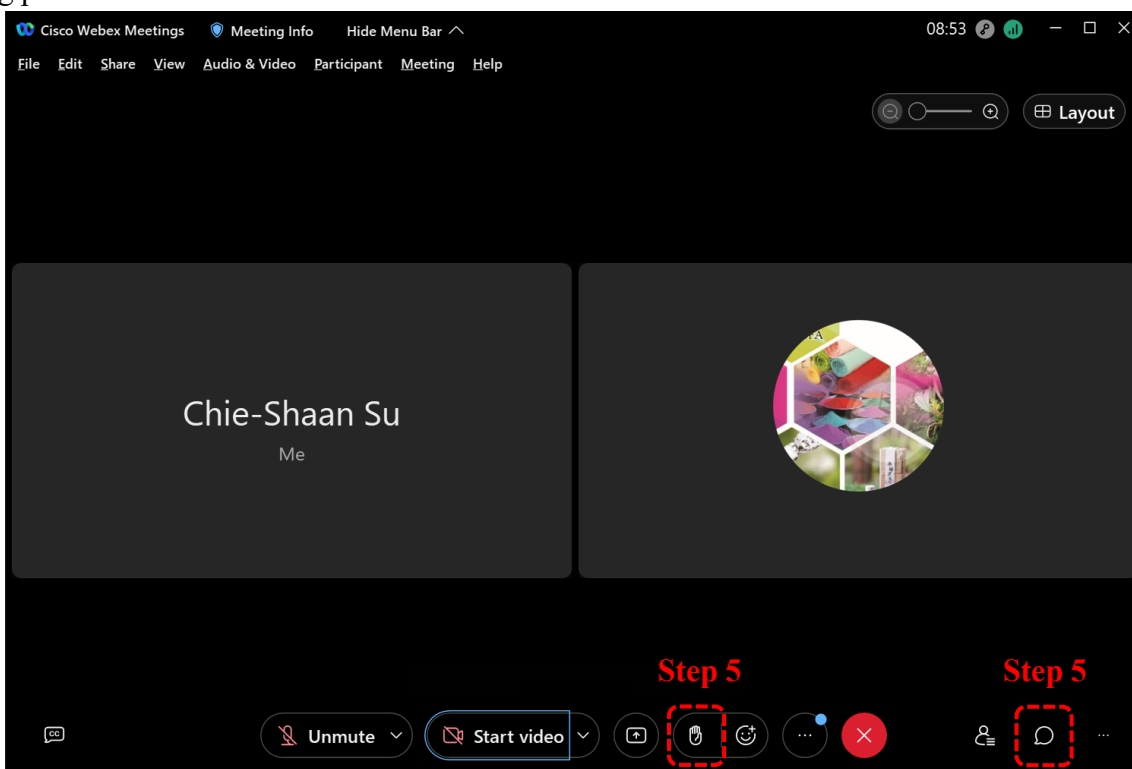 Cisco Webex Meetings Meeting Info Hide Menu Bar 08:53
File Edit Share View Audio & Video Participant Meeting Help
Layout
Chie-Shaan Su
Me
Step 5 Step 5
CC Unmute Start video